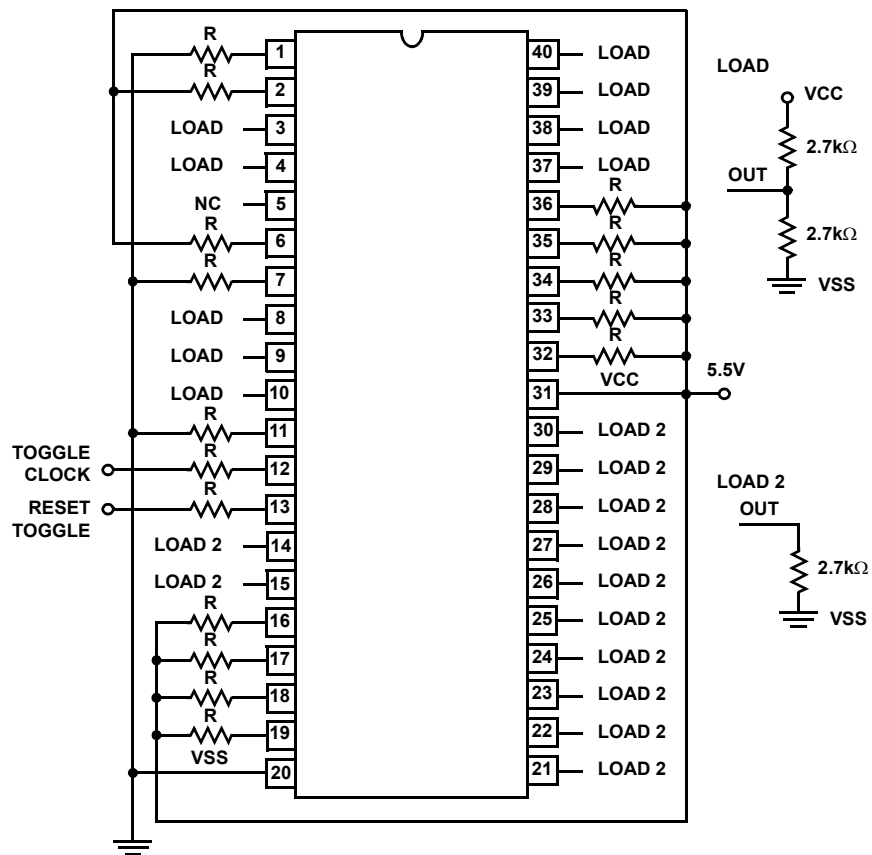 R
1
R
2
LOAD
3
LOAD
4
NC
5
R
6
R
7
LOAD
8
LOAD
9
LOAD
10
R
11
TOGGLE
CLOCK
R
12
RESET
TOGGLE
R
13
LOAD 2
14
LOAD 2
15
R
16
R
17
R
18
R
19
VSS
20
40
LOAD
39
LOAD
38
LOAD
37
LOAD
R
36
R
35
R
34
R
33
R
32
VCC
31
5.5V
30
LOAD 2
29
LOAD 2
28
LOAD 2
27
LOAD 2
26
LOAD 2
25
LOAD 2
24
LOAD 2
23
LOAD 2
22
LOAD 2
21
LOAD 2
LOAD
VCC
2.7kΩ
OUT
2.7kΩ
VSS
LOAD 2
OUT
2.7kΩ
VSS